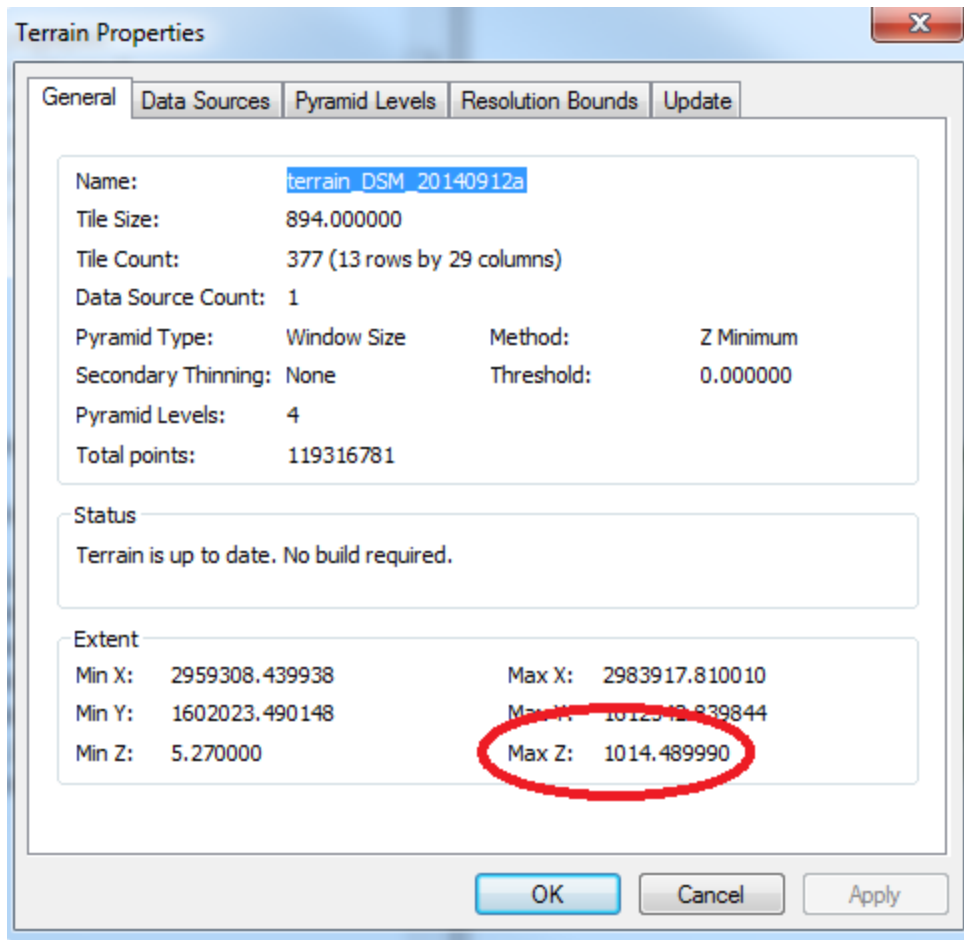 Terrain Properties
General Data Sources Pyramid Levels Resolution Bounds Update
Name: terrain_DSM_20140912a
Tile Size: 894.000000
Tile Count: 377 (13 rows by 29 columns)
Data Source Count: 1
Pyramid Type: Window Size Method: Z Minimum
Secondary Thinning: None Threshold: 0.000000
Pyramid Levels: 4
Total points: 119316781
Status
Terrain is up to date. No build required.
Extent
Min X: 2959308.439938 Max X: 2983917.810010
Min Y: 1602023.490148 Max Y:
Min Z: 5.270000 Max Z: 1014.489990
OK Cancel Apply